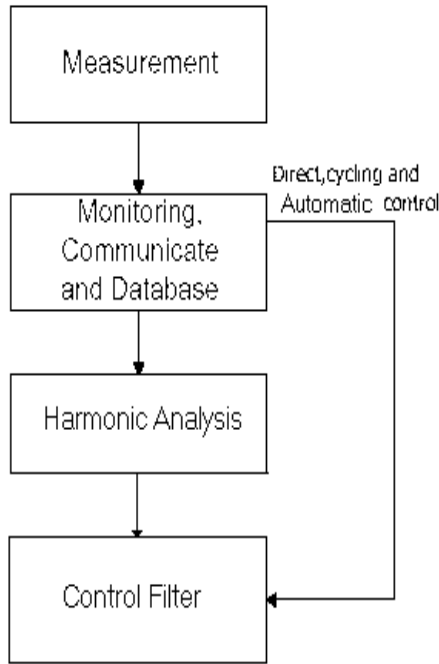 Measurement
Direct,cycling and
Automatic control
Monitoring,
Communicate
and Database
Harmonic Analysis
Control Filter